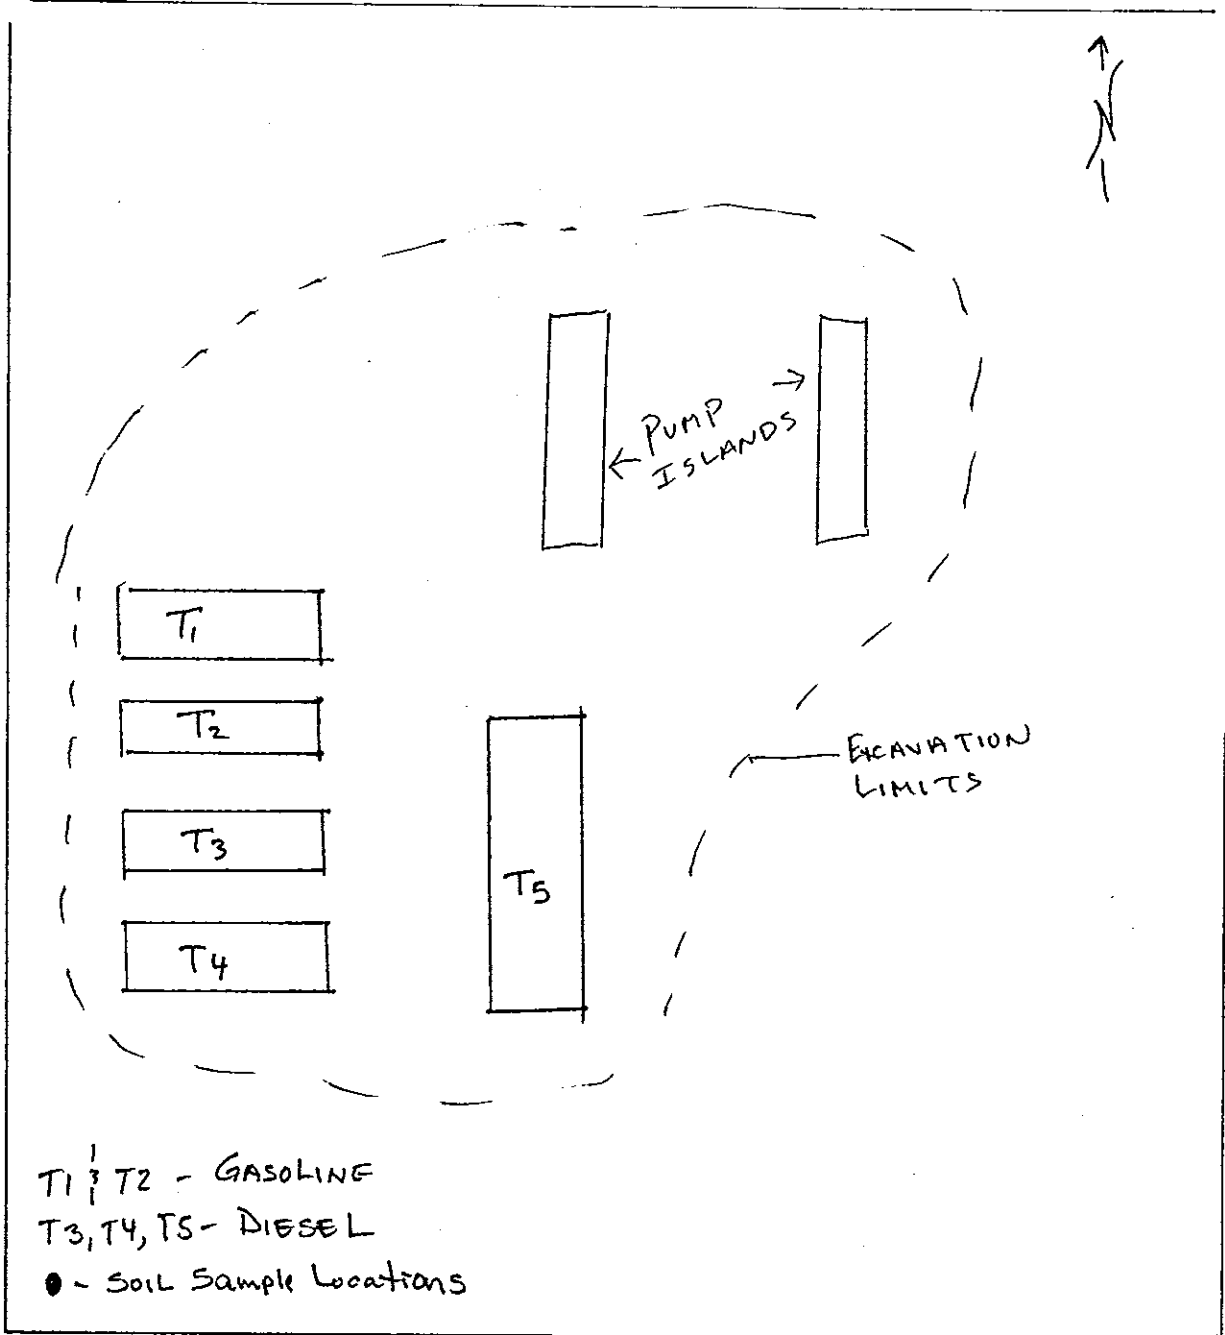 N
PUMP
ISLANDS
T1
T2
T3
T4
T5
EXCAVATION
LIMITS
T1 & T2 - GASOLINE
T3, T4, T5 - DIESEL
● - SOIL Sample Locations